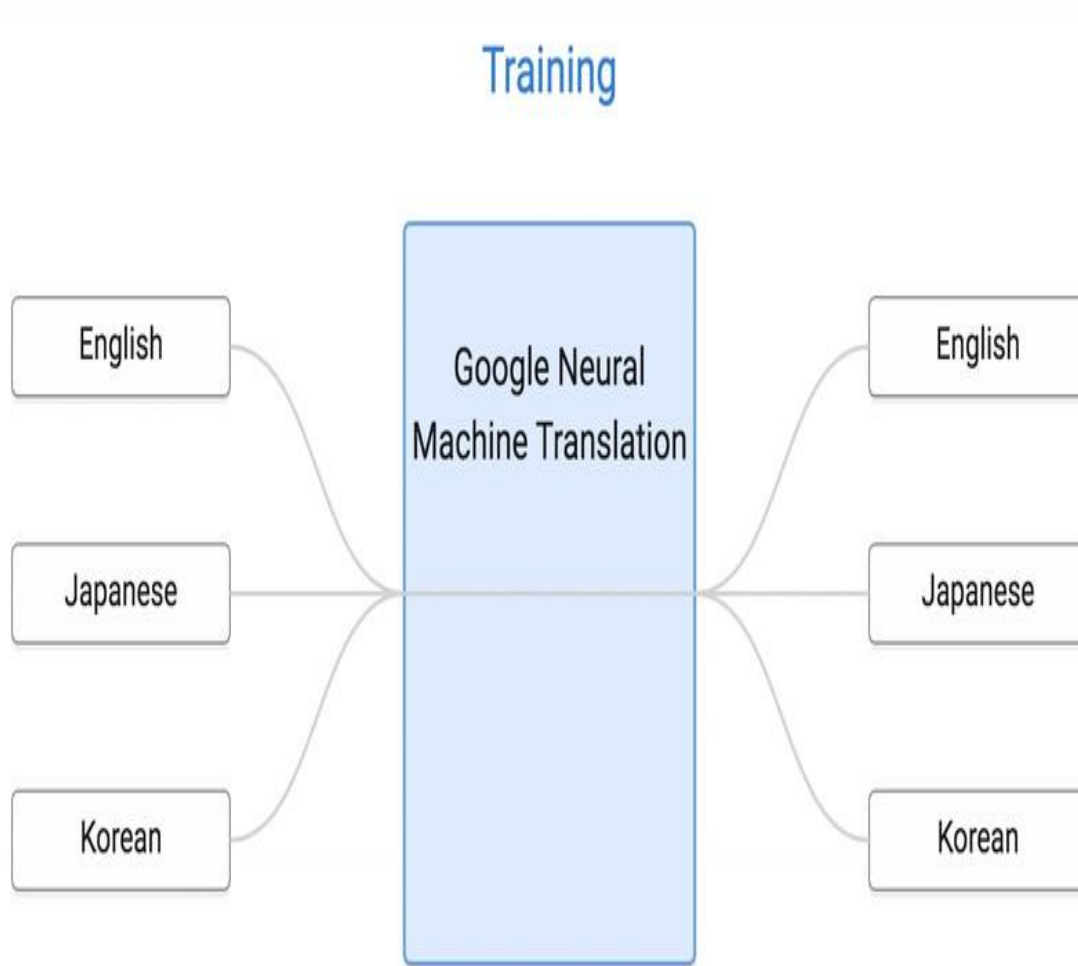 Training
Google Neural
Machine Translation
English
Japanese
Korean
English
Japanese
Korean